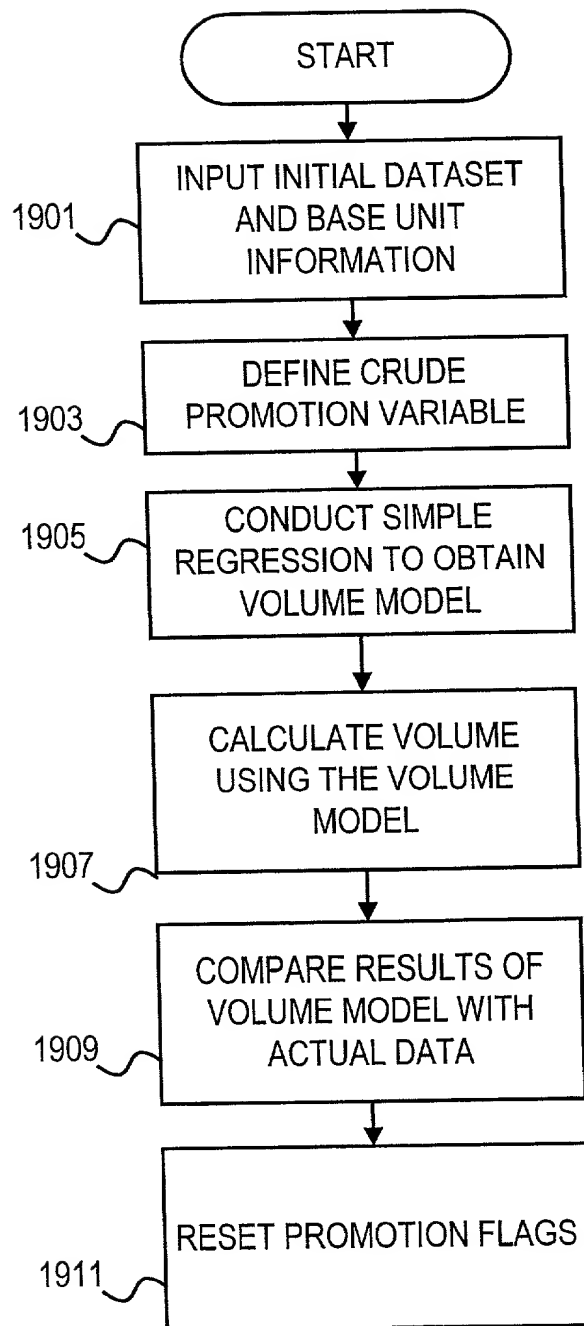 START
1901
INPUT INITIAL DATASET
AND BASE UNIT
INFORMATION
1903
DEFINE CRUDE
PROMOTION VARIABLE
1905
CONDUCT SIMPLE
REGRESSION TO OBTAIN
VOLUME MODEL
1907
CALCULATE VOLUME
USING THE VOLUME
MODEL
1909
COMPARE RESULTS OF
VOLUME MODEL WITH
ACTUAL DATA
1911
RESET PROMOTION FLAGS